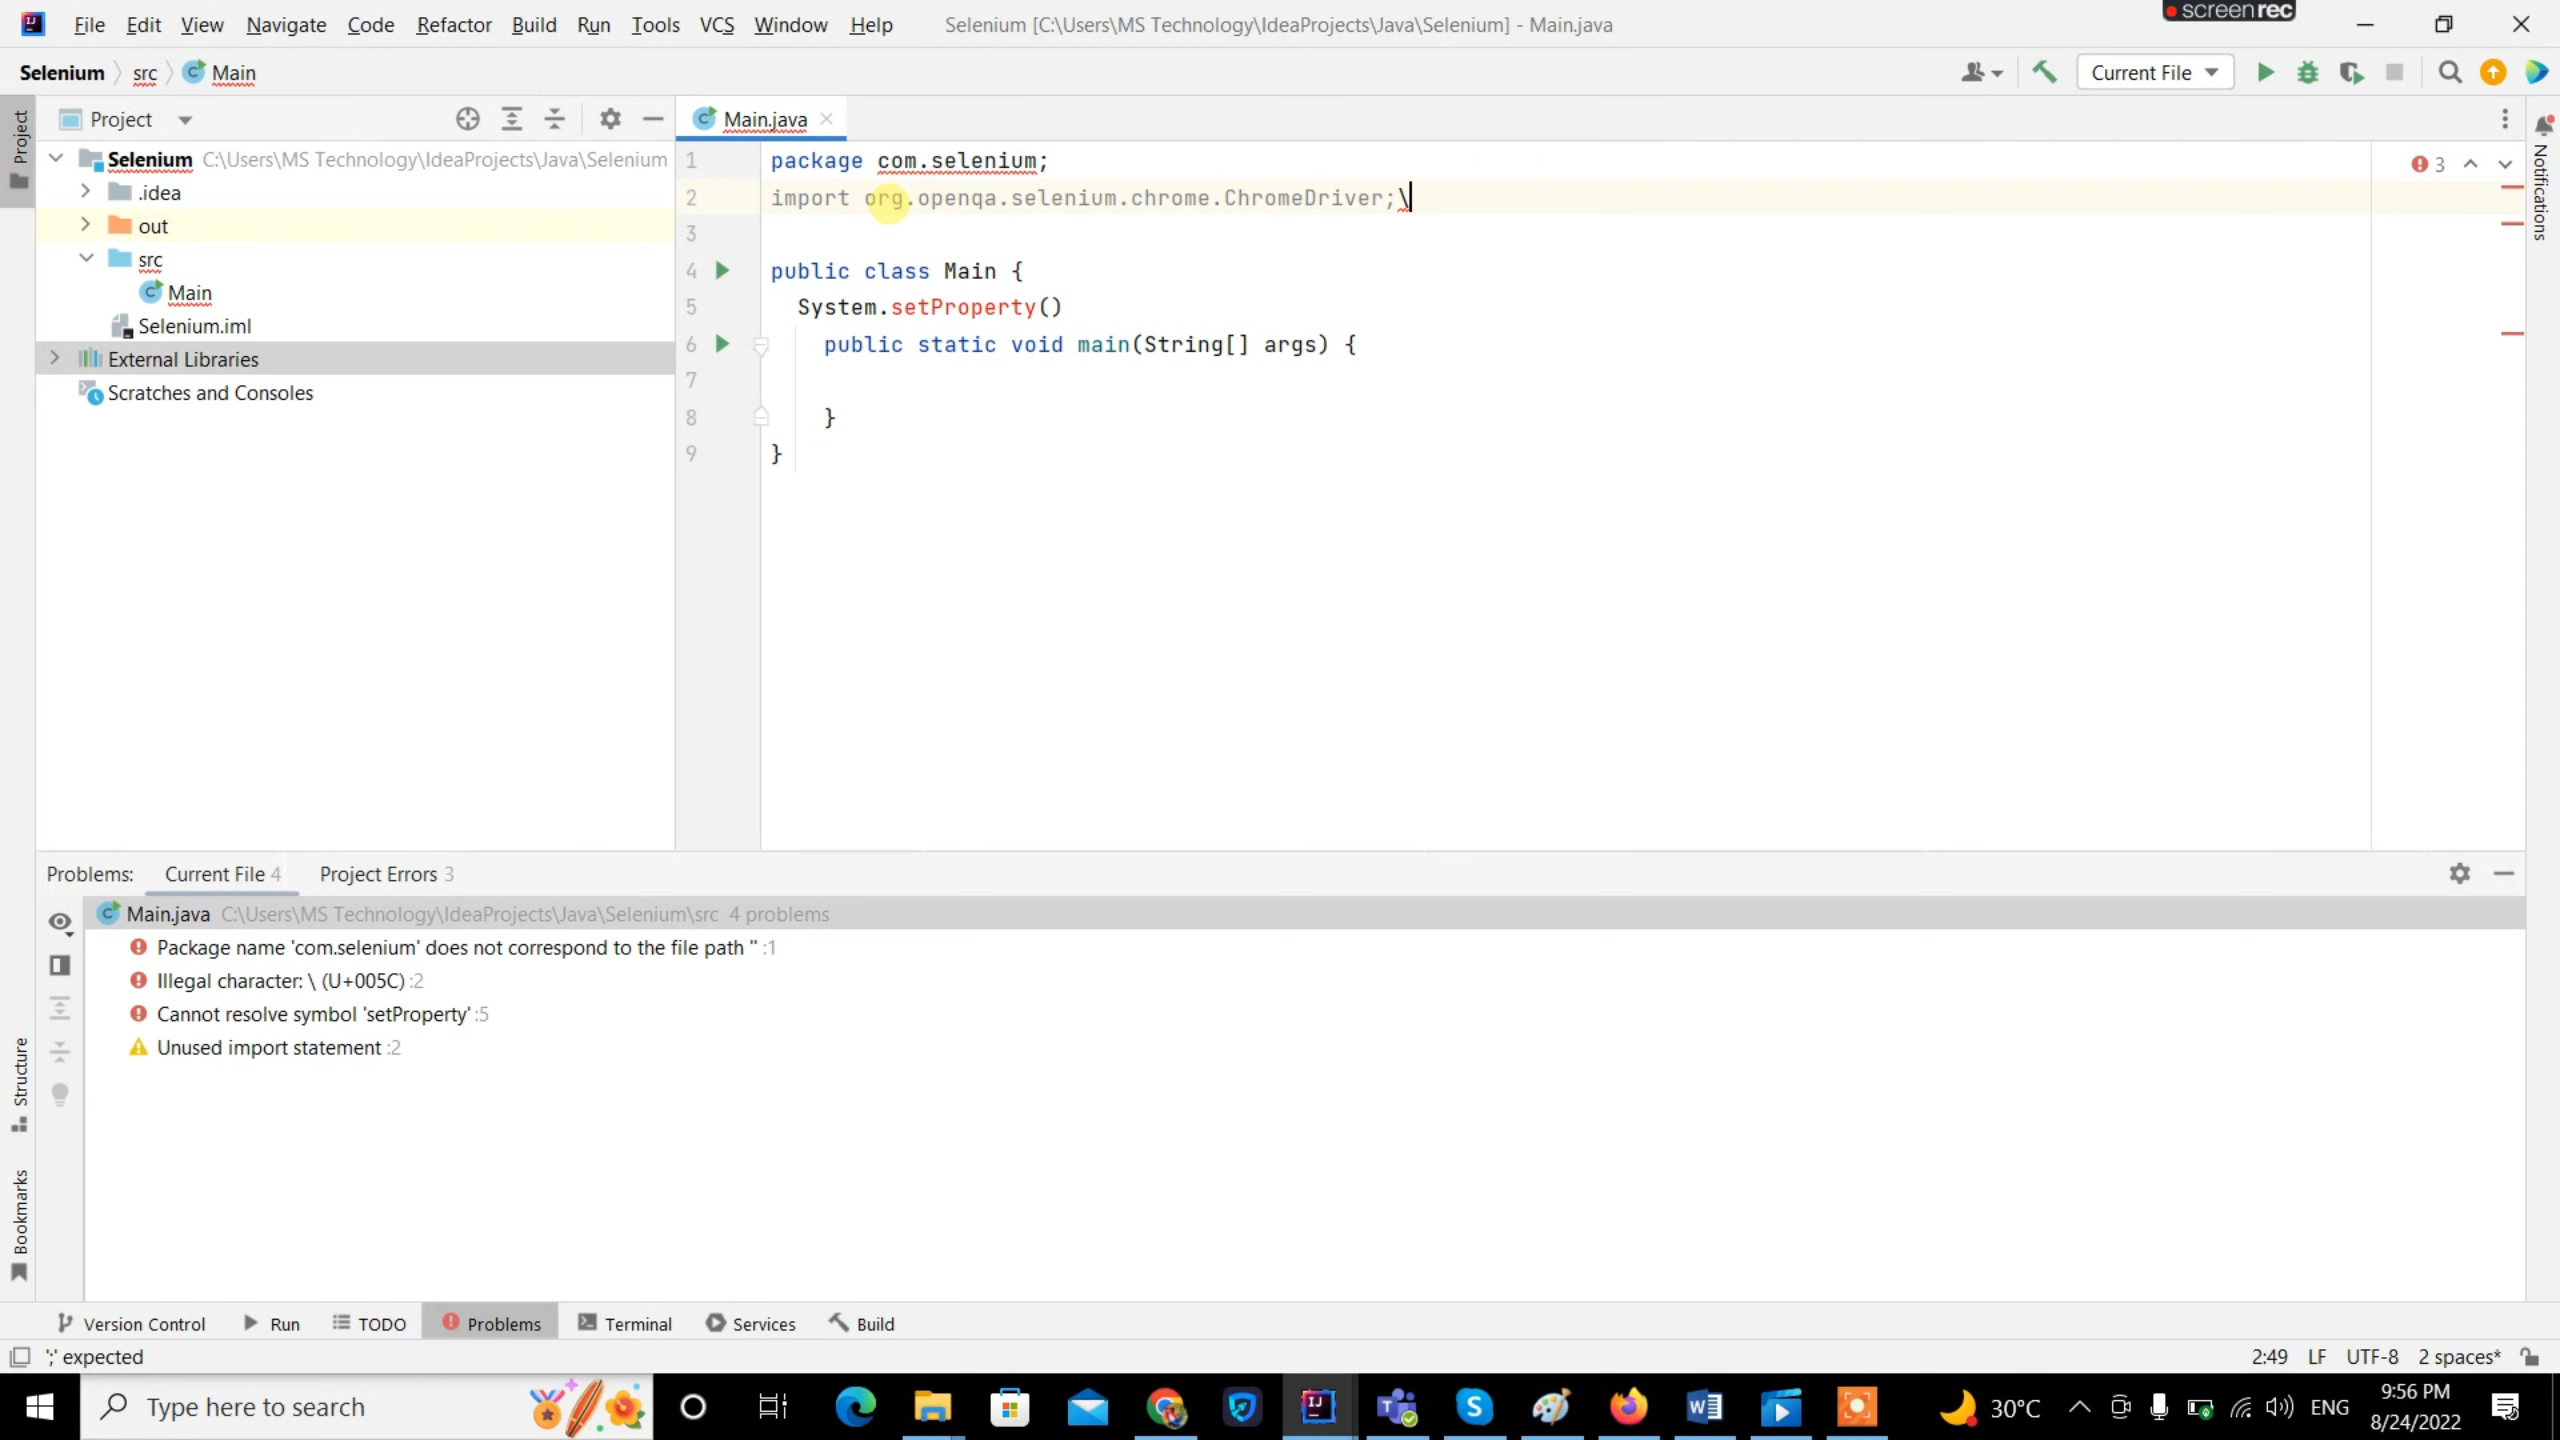 File Edit View Navigate Code Refactor Build Run Tools VCS Window Help Selenium [C:\Users\MS Technology\IdeaProjects\Java\Selenium] - Main.java
screenrec
Selenium src Main
Current File
Project
Project
Main.java
Selenium C:\Users\MS Technology\IdeaProjects\Java\Selenium
.idea
out
src
Main
Selenium.iml
External Libraries
Scratches and Consoles
1 package com.selenium;
2 import org.openqa.selenium.chrome.ChromeDriver;\
3
4 public class Main {
5 System.setProperty()
6 public static void main(String[] args) {
7
8 }
9 }
3
Notifications
Problems: Current File 4 Project Errors 3
Main.java C:\Users\MS Technology\IdeaProjects\Java\Selenium\src 4 problems
Package name 'com.selenium' does not correspond to the file path '' :1
Illegal character: \ (U+005C) :2
Cannot resolve symbol 'setProperty' :5
Unused import statement :2
Structure
Bookmarks
Version Control Run TODO Problems Terminal Services Build
';' expected
2:49 LF UTF-8 2 spaces*
Type here to search
30°C ENG
9:56 PM
8/24/2022